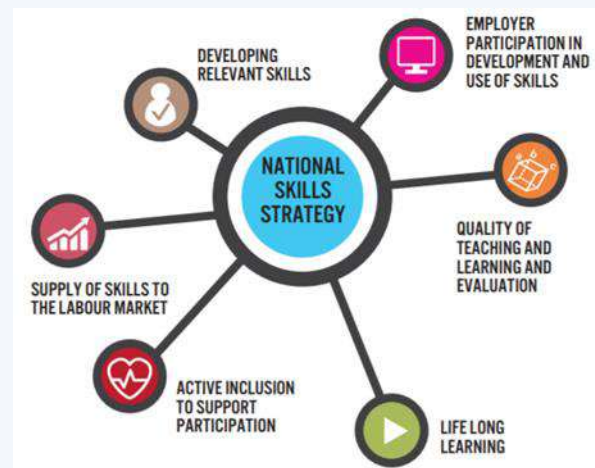 DEVELOPING
RELEVANT SKILLS
EMPLOYER
PARTICIPATION IN
DEVELOPMENT AND
USE OF SKILLS
NATIONAL
SKILLS
STRATEGY
a b c
QUALITY OF
TEACHING AND
LEARNING AND
EVALUATION
SUPPLY OF SKILLS TO
THE LABOUR MARKET
ACTIVE INCLUSION
TO SUPPORT
PARTICIPATION
LIFE LONG
LEARNING